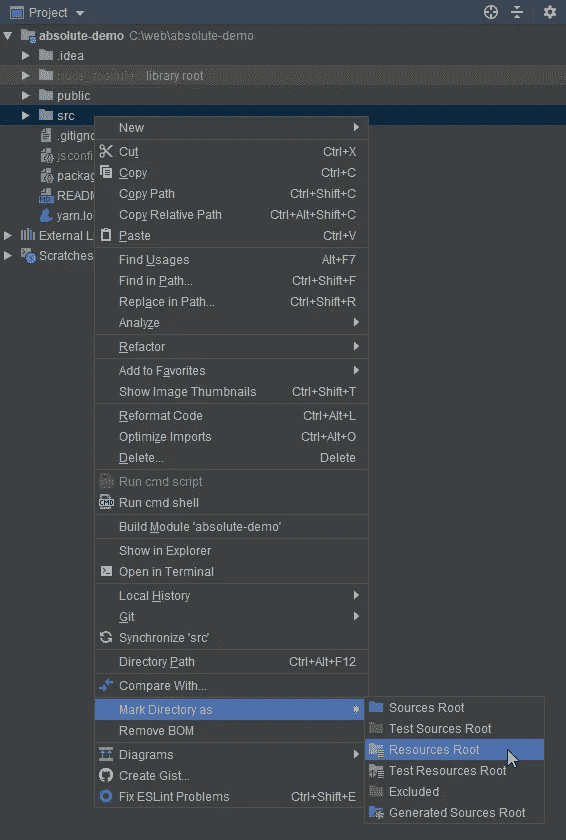 Project
absolute-demo C:\web\absolute-demo
.idea
node_modules library root
public
src
.gitigno
jsconfi
packag
READM
yarn.lo
External L
Scratches
New
Cut Ctrl+X
Copy Ctrl+C
Copy Path Ctrl+Shift+C
Copy Relative Path Ctrl+Alt+Shift+C
Paste Ctrl+V
Find Usages Alt+F7
Find in Path... Ctrl+Shift+F
Replace in Path... Ctrl+Shift+R
Analyze
Refactor
Add to Favorites
Show Image Thumbnails Ctrl+Shift+T
Reformat Code Ctrl+Alt+L
Optimize Imports Ctrl+Alt+O
Delete... Delete
Run cmd script
CMD Run cmd shell
Build Module 'absolute-demo'
Show in Explorer
Open in Terminal
Local History
Git
Synchronize 'src'
Directory Path Ctrl+Alt+F12
Compare With...
Mark Directory as
Remove BOM
Diagrams
Create Gist...
Fix ESLint Problems Ctrl+Shift+E
Sources Root
Test Sources Root
Resources Root
Test Resources Root
Excluded
Generated Sources Root